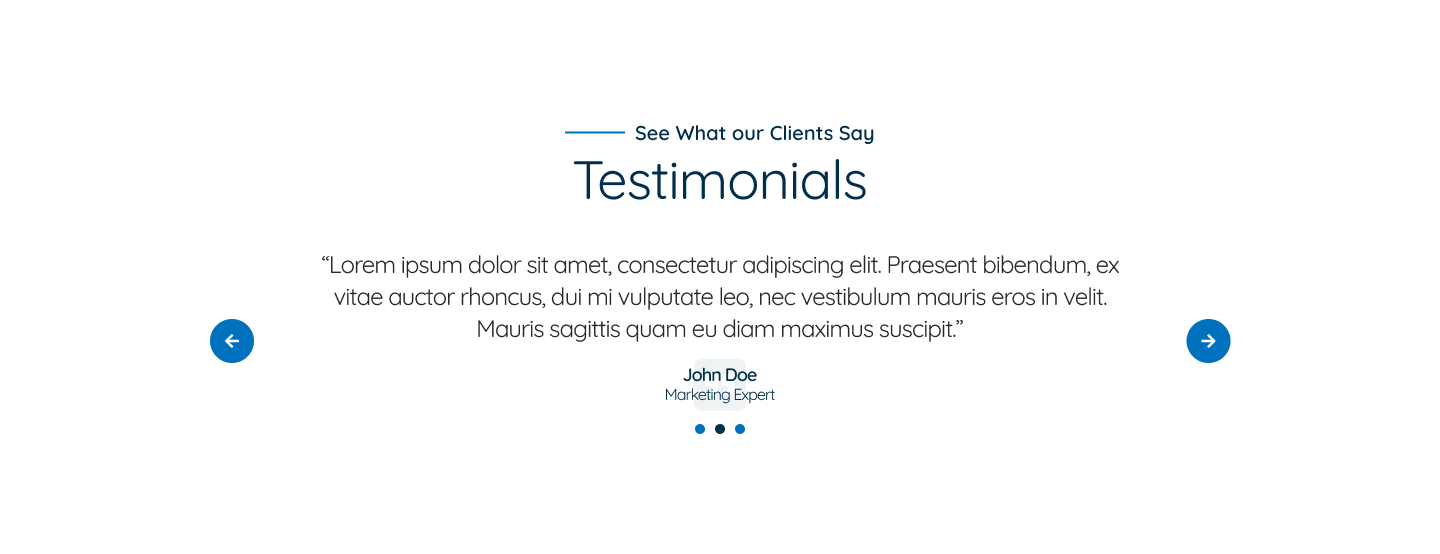 See What our Clients Say
Testimonials
“Lorem ipsum dolor sit amet, consectetur adipiscing elit. Praesent bibendum, ex
vitae auctor rhoncus, dui mi vulputate leo, nec vestibulum mauris eros in velit.
Mauris sagittis quam eu diam maximus suscipit.”
John Doe
Marketing Expert